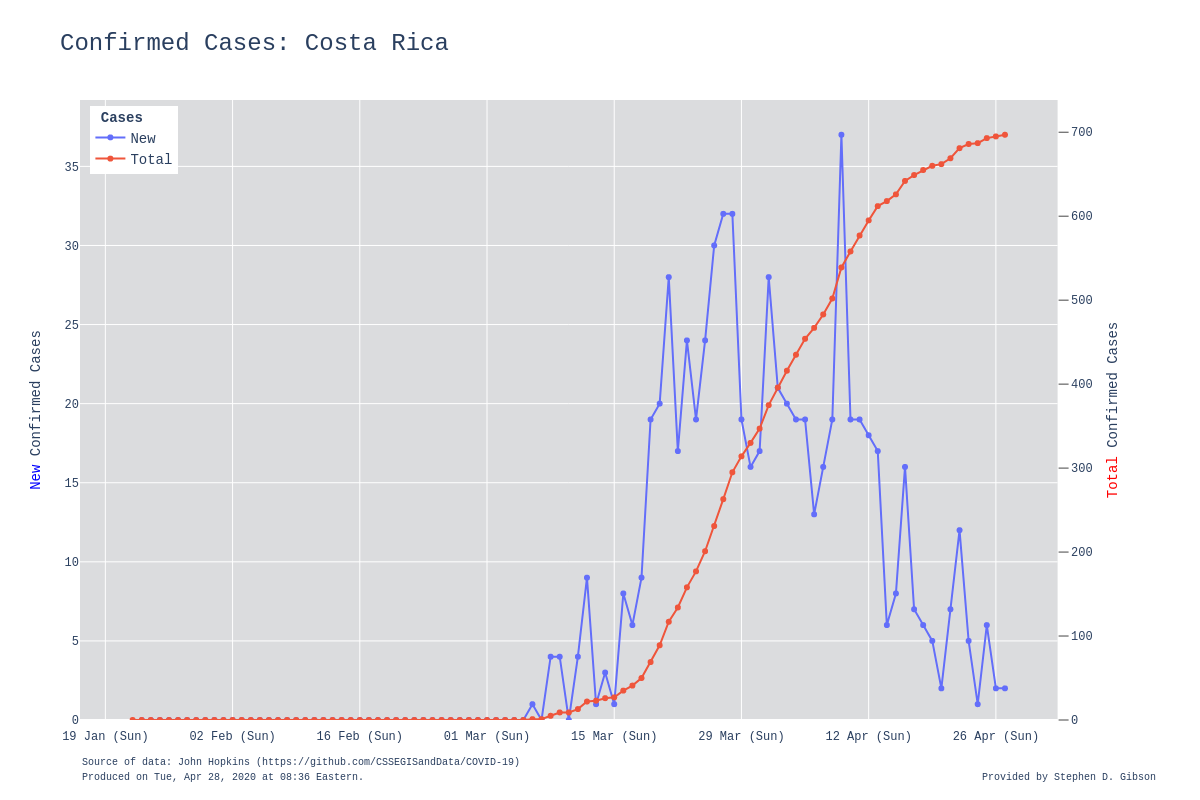 Confirmed Cases: Costa Rica
Cases
New
Total
35
30
25
20
15
10
5
0
700
600
500
400
300
200
100
0
New Confirmed Cases
Total Confirmed Cases
19 Jan (Sun) 02 Feb (Sun) 16 Feb (Sun) 01 Mar (Sun) 15 Mar (Sun) 29 Mar (Sun) 12 Apr (Sun) 26 Apr (Sun)
Source of data: John Hopkins (https://github.com/CSSEGISandData/COVID-19)
Produced on Tue, Apr 28, 2020 at 08:36 Eastern.
Provided by Stephen D. Gibson